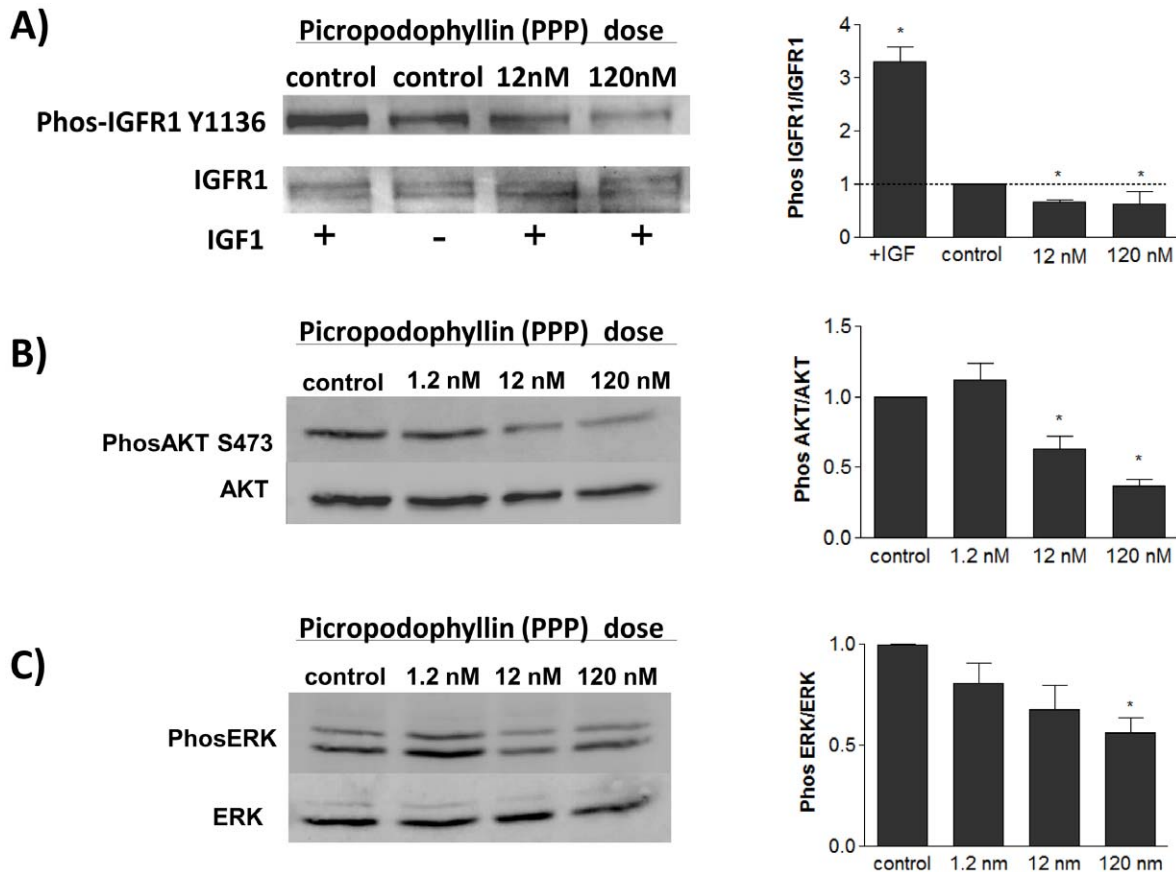 A)
Picropodophyllin (PPP) dose
control control 12nM 120nM
Phos-IGFR1 Y1136
IGFR1
IGF1 + - + +
Phos IGFR1/IGFR1
4
3
2
1
0
* * *
+IGF control 12 nM 120 nM
B)
Picropodophyllin (PPP) dose
control 1.2 nM 12 nM 120 nM
PhosAKT S473
AKT
Phos AKT/AKT
1.5
1.0
0.5
0.0
* *
control 1.2 nM 12 nM 120 nM
C)
Picropodophyllin (PPP) dose
control 1.2 nM 12 nM 120 nM
PhosERK
ERK
Phos ERK/ERK
1.0
0.5
0.0
*
control 1.2 nm 12 nm 120 nm